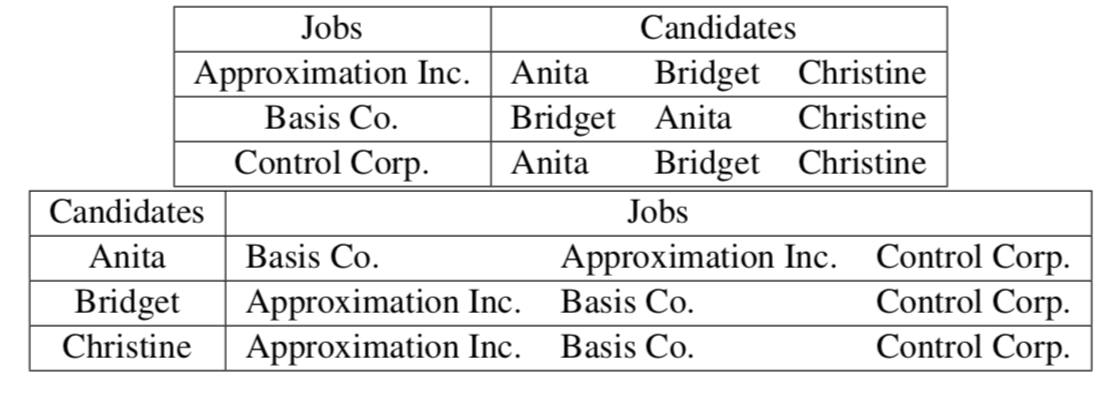 Jobs Candidates
Approximation Inc. Anita Bridget Christine
Basis Co. Bridget Anita Christine
Control Corp. Anita Bridget Christine
Candidates Jobs
Anita Basis Co. Approximation Inc. Control Corp.
Bridget Approximation Inc. Basis Co. Control Corp.
Christine Approximation Inc. Basis Co. Control Corp.